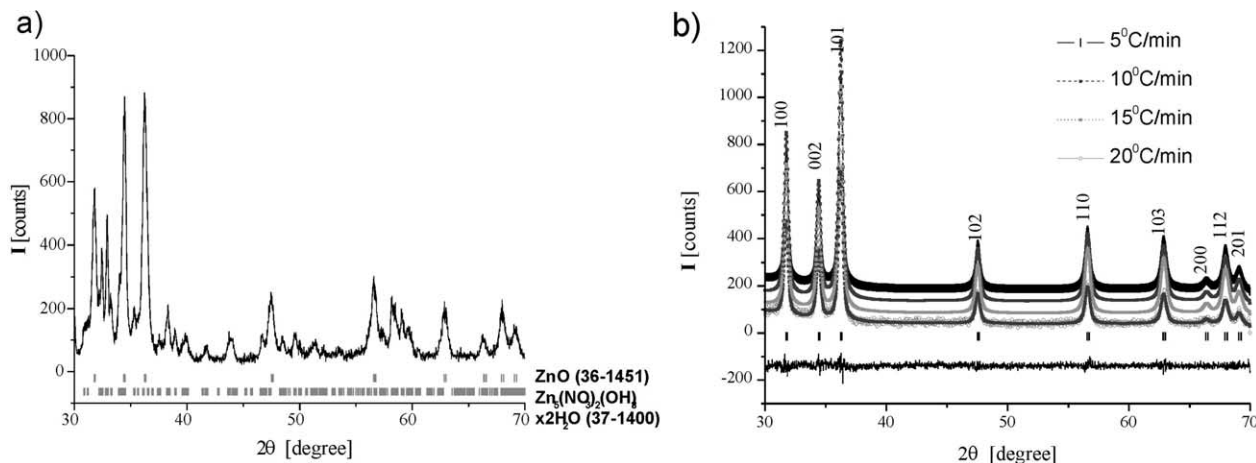 a)
1000
800
600
400
200
0
I [counts]
30
40
50
60
70
2θ [degree]
ZnO (36-1451)
Zn₅(NO₃)₂(OH)₈
x2H₂O (37-1400)
b)
1200
1000
800
600
400
200
0
-200
I [counts]
100
002
101
102
110
103
200
112
201
5⁰C/min
10⁰C/min
15⁰C/min
20⁰C/min
30
40
50
60
70
2θ [degree]